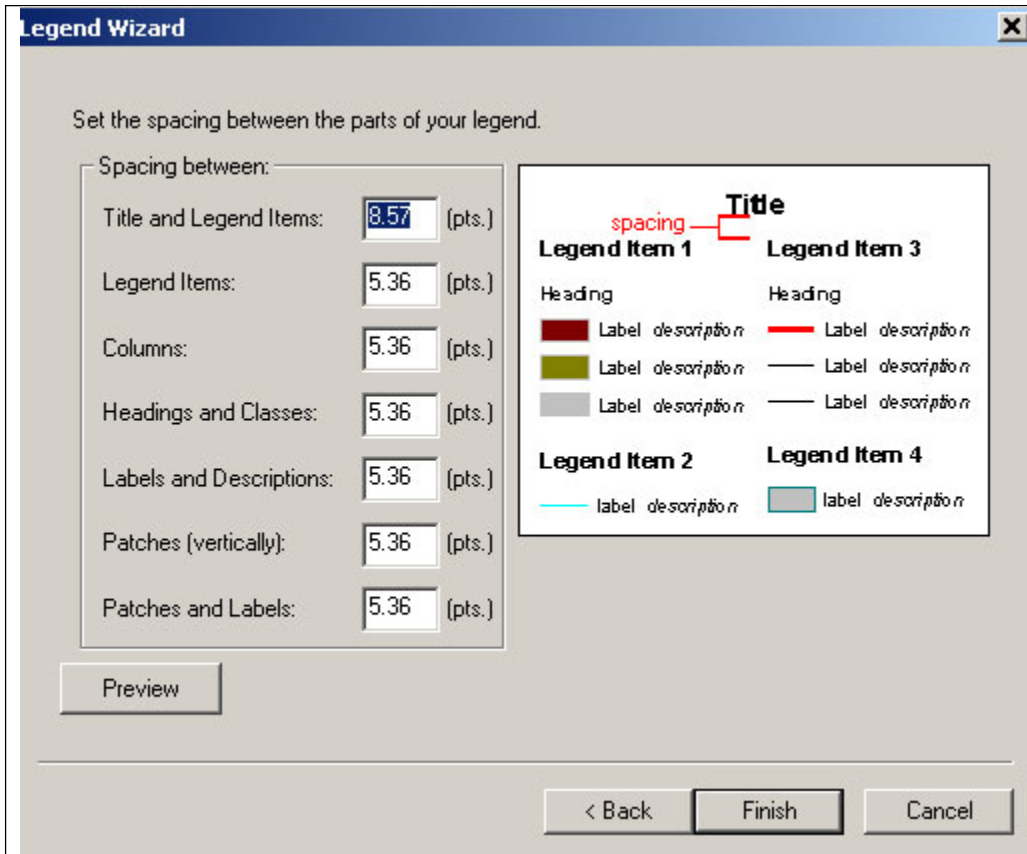 Legend Wizard
Set the spacing between the parts of your legend.
Spacing between:
Title and Legend Items: 8.57 (pts.)
Legend Items: 5.36 (pts.)
Columns: 5.36 (pts.)
Headings and Classes: 5.36 (pts.)
Labels and Descriptions: 5.36 (pts.)
Patches (vertically): 5.36 (pts.)
Patches and Labels: 5.36 (pts.)
Title
spacing
Legend Item 1
Heading
Label description
Label description
Label description
Legend Item 2
label description
Legend Item 3
Heading
Label description
Label description
Label description
Legend Item 4
label description
Preview
< Back
Finish
Cancel